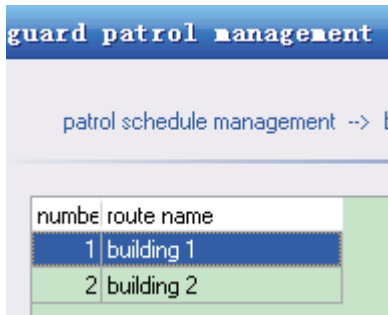 guard patrol management
patrol schedule management -->
numbe route name
1 building 1
2 building 2